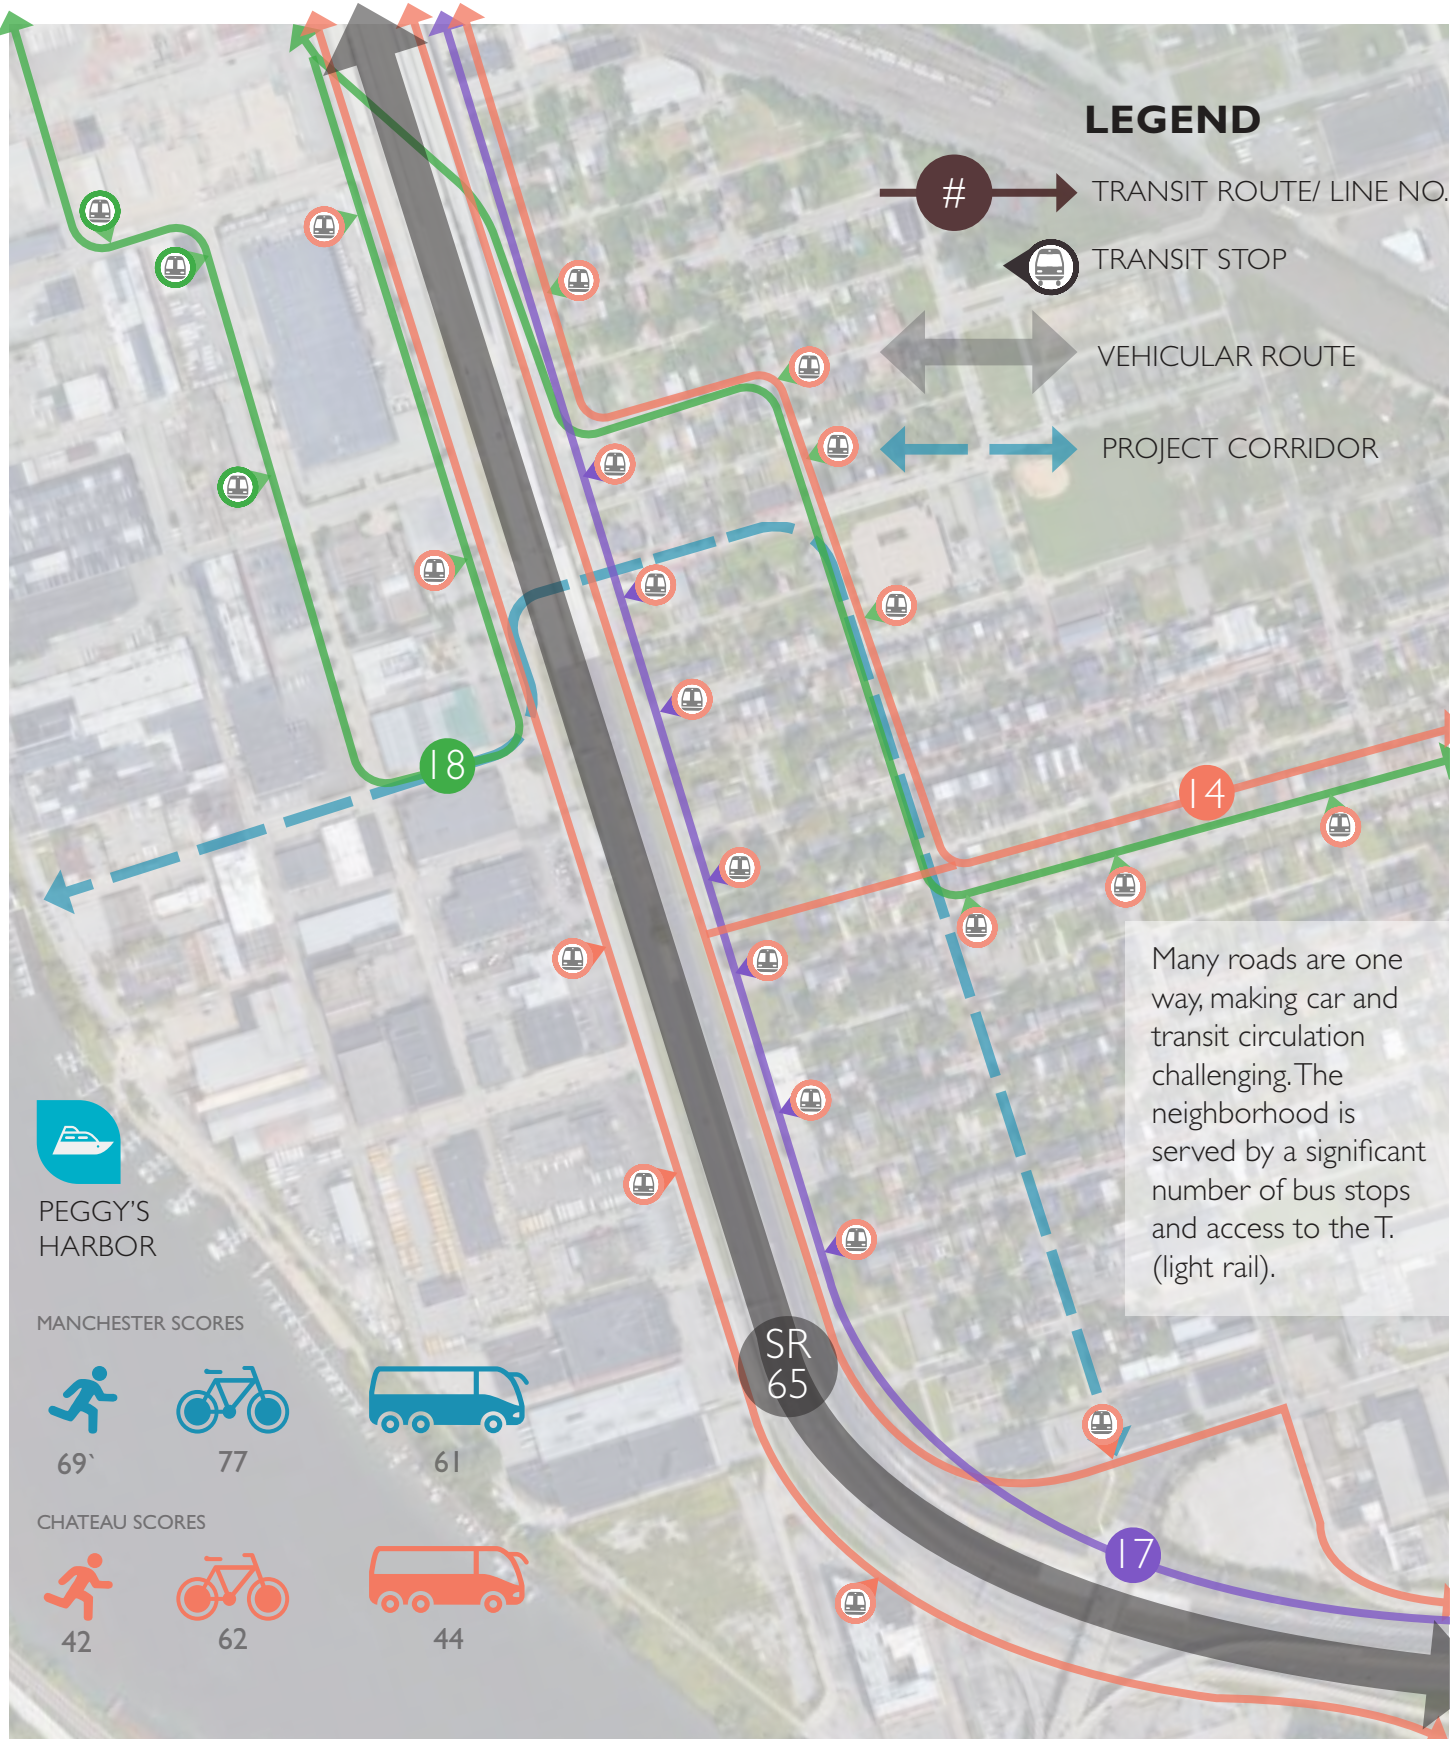 LEGEND
#
TRANSIT ROUTE/ LINE NO.
TRANSIT STOP
VEHICULAR ROUTE
PROJECT CORRIDOR
18
14
Many roads are one
way, making car and
transit circulation
challenging. The
neighborhood is
served by a significant
number of bus stops
and access to the T.
(light rail).
PEGGY'S
HARBOR
SR
65
MANCHESTER SCORES
69`
77
61
17
CHATEAU SCORES
42
62
44